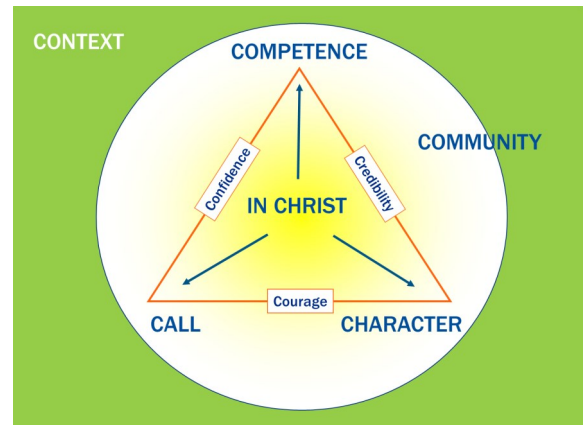 CONTEXT
COMPETENCE
COMMUNITY
Confidence
Credibility
IN CHRIST
Courage
CALL
CHARACTER